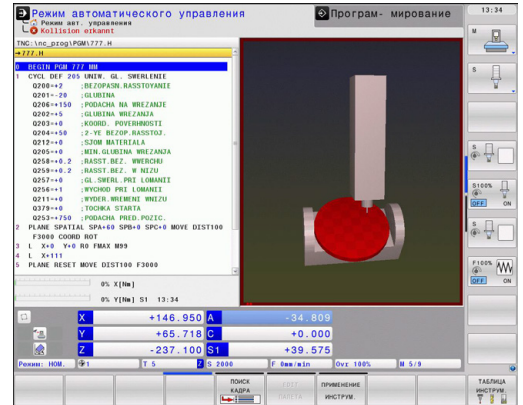 Режим автоматического управления
Програм- мирование
13:34
Режим авт. управления
Kollision erkannt
TNC:\nc_prog\PGM\777.H
→777.H
0 BEGIN PGM 777 MM
1 CYCL DEF 205 UNIW. GL. SWERLENIE
Q200=+2 ;BEZOPASN.RASSTOYANIE
Q201=-20 ;GLUBINA
Q206=+150 ;PODACHA NA WREZANJE
Q202=+5 ;GLUBINA WREZANJA
Q203=+0 ;KOORD. POVERHNOSTI
Q204=+50 ;2-YE BEZOP.RASSTOJ.
Q212=+0 ;SJOM MATERIALA
Q205=+0 ;MIN.GLUBINA WREZANJA
Q258=+0.2 ;RASST.BEZ. WWERCHU
Q259=+0.2 ;RASST.BEZ. W NIZU
Q257=+0 ;GL.SWERL.PRI LOMANII
Q256=+1 ;WYCHOD PRI LOMANII
Q211=+0 ;WYDER.WREMENI WNIZU
Q379=+0 ;TOCHKA STARTA
Q253=+750 ;PODACHA PRED.POZIC.
2 PLANE SPATIAL SPA+60 SPB+0 SPC+0 MOVE DIST100
F3000 COORD ROT
3 L X+0 Y+0 R0 FMAX M99
4 L X+111
5 PLANE RESET MOVE DIST100 F3000
0% X[Nm]
0% Y[Nm] S1 13:34
X +146.950 A -34.809
Y +65.718 C +0.000
Z -237.100 S1 +39.575
Режим: НОМ. 1 T 5 Z S 2000 F 0mm/min Ovr 100% M 5/9
M
S
S
S100%
OFF ON
S
F100%
OFF ON
ПОИСК
КАДРА
ПРИМЕНЕНИЕ
ИНСТРУМ.
ТАБЛИЦА
ИНСТРУМ.